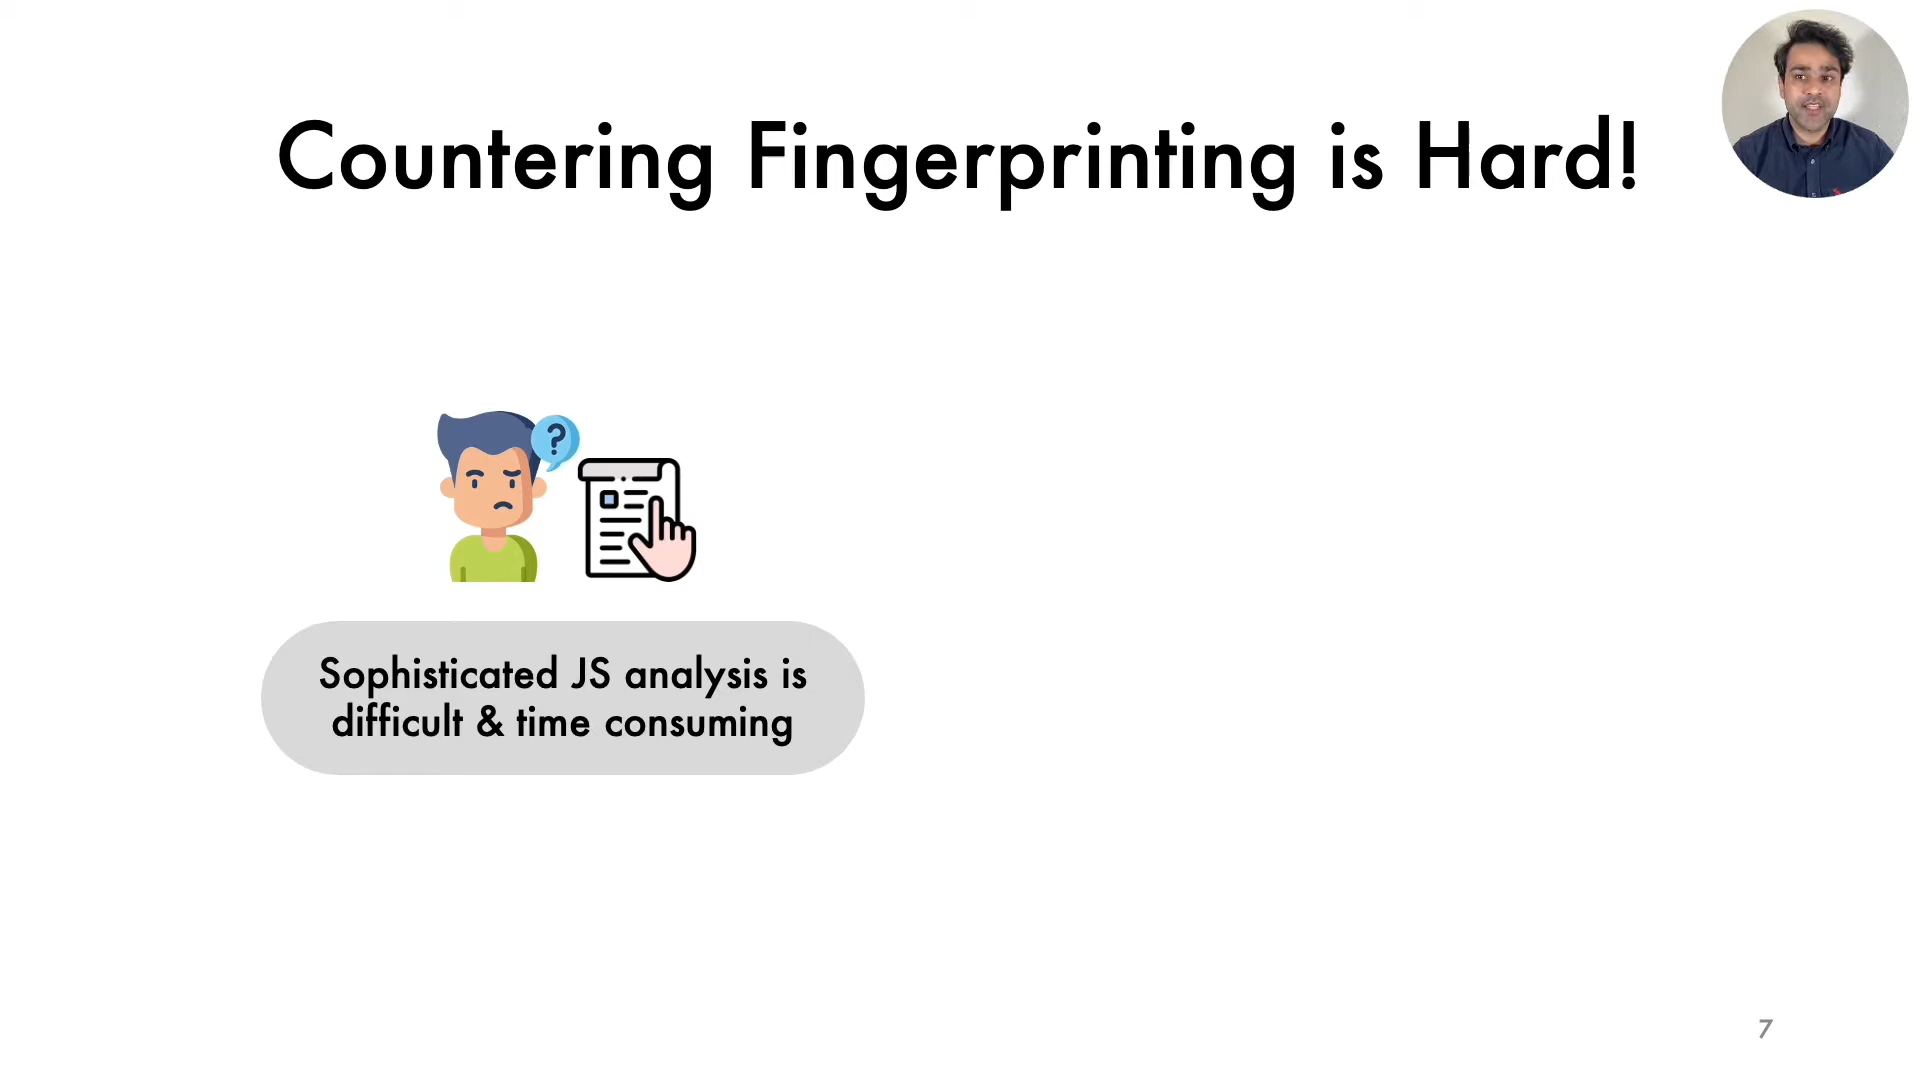 Countering Fingerprinting is Hard!
?
Sophisticated JS analysis is
difficult & time consuming
7